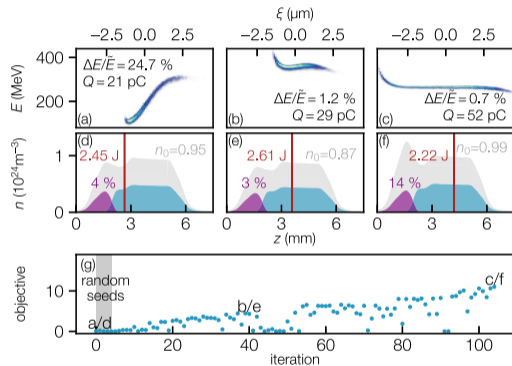 ξ (μm)
−2.5 0.0 2.5 −2.5 0.0 2.5 −2.5 0.0 2.5
E (MeV)
400
200
ΔE/Ẽ = 24.7 %
Q = 21 pC
(a)
ΔE/Ẽ = 1.2 %
Q = 29 pC
(b)
ΔE/Ẽ = 0.7 %
Q = 52 pC
(c)
n (10²⁴m⁻³)
1
0
(d)
n₀=0.95
2.45 J
4 %
(e)
n₀=0.87
2.61 J
3 %
(f)
n₀=0.99
2.22 J
14 %
0 3 6 0 3 6 0 3 6
z (mm)
objective
10
0
(g)
random
seeds
a/d
b/e
c/f
0 20 40 60 80 100
iteration